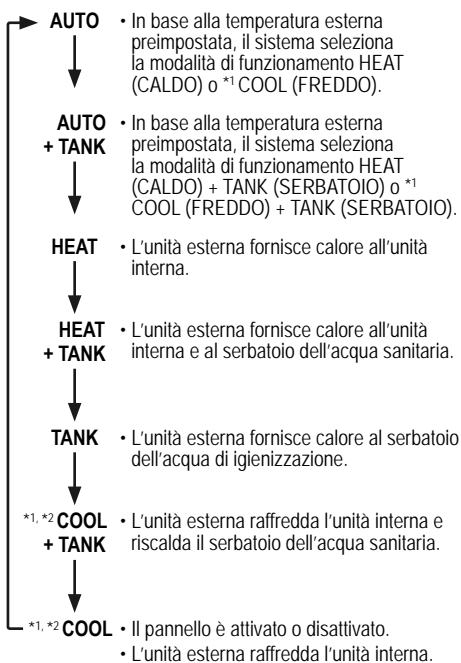 AUTO • In base alla temperatura esterna
preimpostata, il sistema seleziona
la modalità di funzionamento HEAT
(CALDO) o *1 COOL (FREDDO).
AUTO • In base alla temperatura esterna
+ TANK preimpostata, il sistema seleziona
la modalità di funzionamento HEAT
(CALDO) + TANK (SERBATOIO) o *1
COOL (FREDDO) + TANK (SERBATOIO).
HEAT • L'unità esterna fornisce calore all'unità
interna.
HEAT • L'unità esterna fornisce calore all'unità
+ TANK interna e al serbatoio dell'acqua sanitaria.
TANK • L'unità esterna fornisce calore al serbatoio
dell'acqua di igienizzazione.
*1, *2 COOL • L'unità esterna raffredda l'unità interna e
+ TANK riscalda il serbatoio dell'acqua sanitaria.
*1, *2 COOL • Il pannello è attivato o disattivato.
• L'unità esterna raffredda l'unità interna.